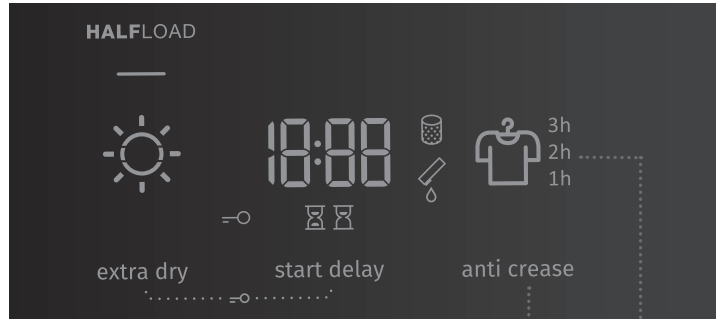 HALFLOAD
18:88
3h
2h
1h
extra dry
start delay
anti crease